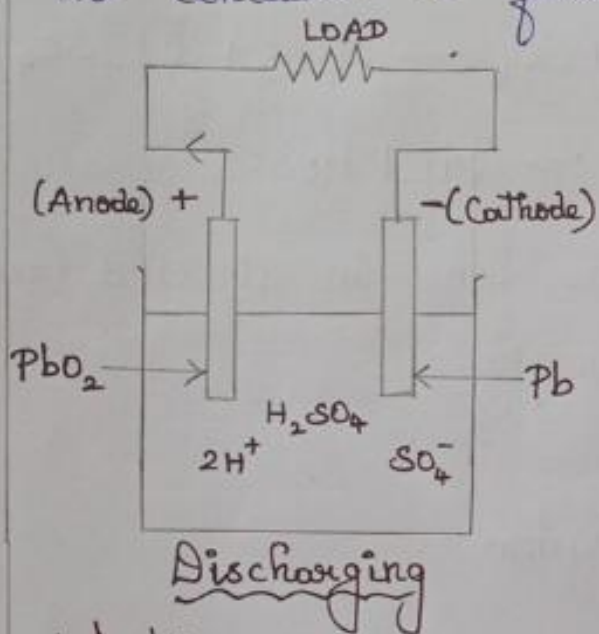 LOAD
(Anode) + -(Cathode)
PbO₂ Pb
H₂SO₄
2H⁺ SO₄⁻
Discharging